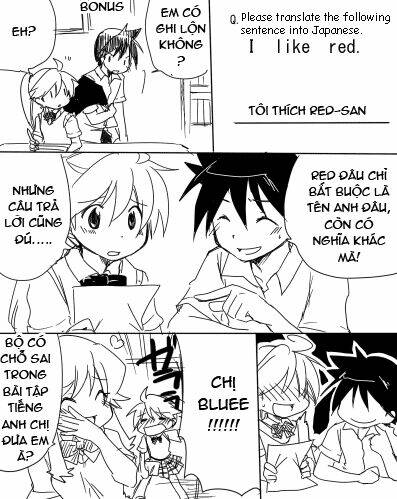 BONUS
EH?
EM CÓ
GHI LỘN
KHÔNG?
Q. Please translate the following
sentence into Japanese.
I like red.
TÔI THÍCH RED-SAN
RED ĐÂU CHỈ
BẮT BUỘC LÀ
TÊN ANH ĐÂU,
CÒN CÓ
NGHĨA KHÁC
MÀ!
NHƯNG
CÂU TRẢ
LỜI CŨNG
ĐÚ.....
BỘ CÓ
CHỖ SAI
TRONG
BÀI TẬP
TIẾNG
ANH CHỊ
ĐƯA EM
À?
CHỊ
BLUEE
!!!!!!